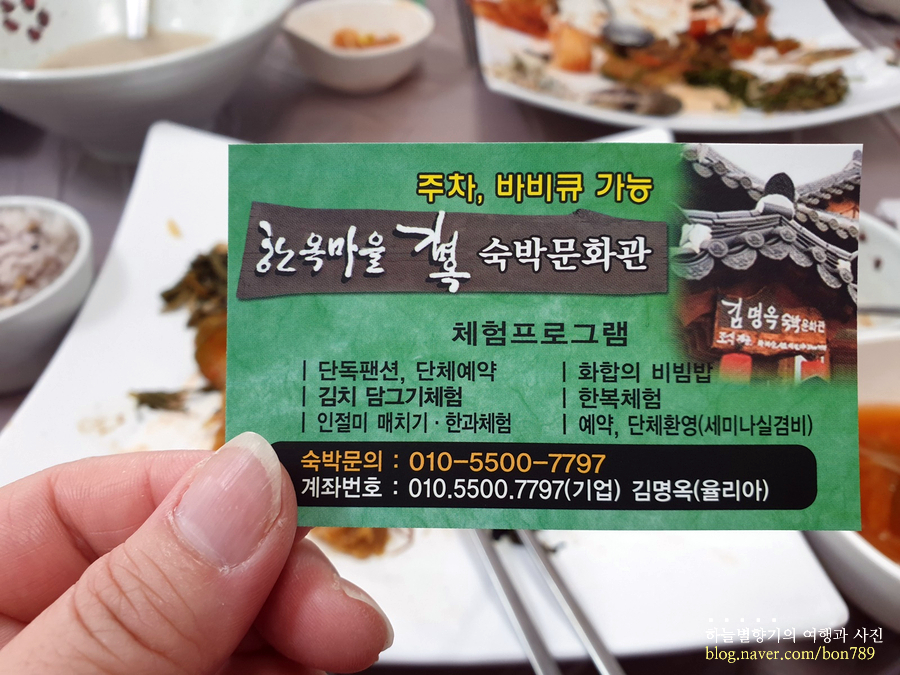 주차, 바비큐 가능
한옥마을 김명옥 숙박문화관
김명옥 숙박문화관
체험프로그램
| 단독팬션, 단체예약
| 화합의 비빔밥
| 김치 담그기체험
| 한복체험
| 인절미 매치기 · 한과체험
| 예약, 단체환영(세미나실겸비)
숙박문의 : 010-5500-7797
계좌번호 : 010.5500.7797(기업) 김명옥(율리아)
하늘별향기의 여행과 사진
blog.naver.com/bon789